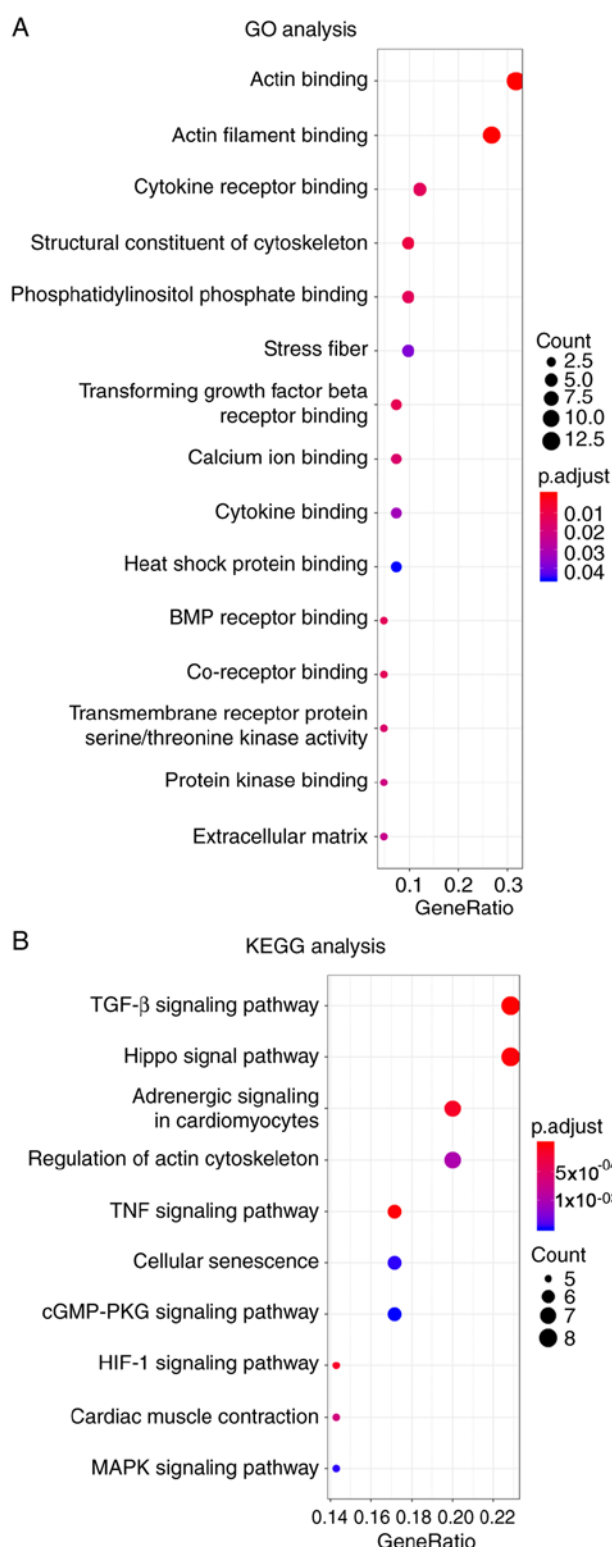 A
GO analysis
Actin binding
Actin filament binding
Cytokine receptor binding
Structural constituent of cytoskeleton
Phosphatidylinositol phosphate binding
Stress fiber
Transforming growth factor beta
receptor binding
Calcium ion binding
Cytokine binding
Heat shock protein binding
BMP receptor binding
Co-receptor binding
Transmembrane receptor protein
serine/threonine kinase activity
Protein kinase binding
Extracellular matrix
0.1 0.2 0.3
GeneRatio
Count
2.5
5.0
7.5
10.0
12.5
p.adjust
0.01
0.02
0.03
0.04
B
KEGG analysis
TGF-β signaling pathway
Hippo signal pathway
Adrenergic signaling
in cardiomyocytes
Regulation of actin cytoskeleton
TNF signaling pathway
Cellular senescence
cGMP-PKG signaling pathway
HIF-1 signaling pathway
Cardiac muscle contraction
MAPK signaling pathway
0.14 0.16 0.18 0.20 0.22
GeneRatio
p.adjust
5x10⁻⁰⁴
Count
5
6
7
8